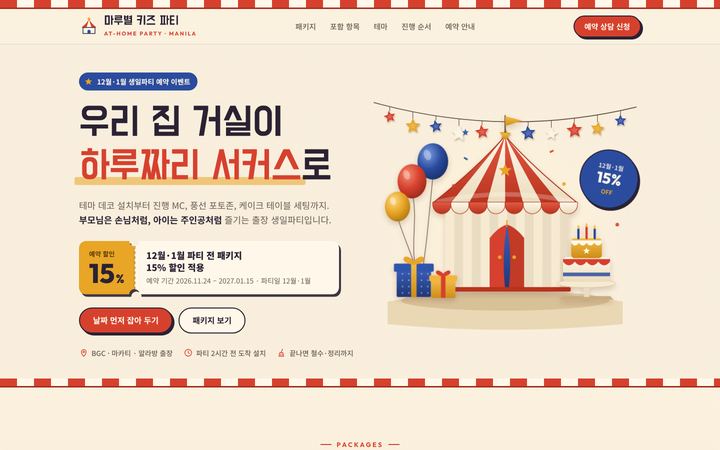 마루별 키즈 파티
AT-HOME PARTY · MANILA
패키지
포함 항목
테마
진행 순서
예약 안내
예약 상담 신청
12월·1월 생일파티 예약 이벤트
우리 집 거실이
하루짜리 서커스로
테마 데코 설치부터 진행 MC, 풍선 포토존, 케이크 테이블 세팅까지.
부모님은 손님처럼, 아이는 주인공처럼 즐기는 출장 생일파티입니다.
예약 할인
15%
12월·1월 파티 전 패키지
15% 할인 적용
예약 기간 2026.11.24 – 2027.01.15 · 파티일 12월·1월
날짜 먼저 잡아 두기
패키지 보기
BGC · 마카티 · 알라방 출장
파티 2시간 전 도착 설치
끝나면 철수·정리까지
12월·1월
15%
OFF
PACKAGES